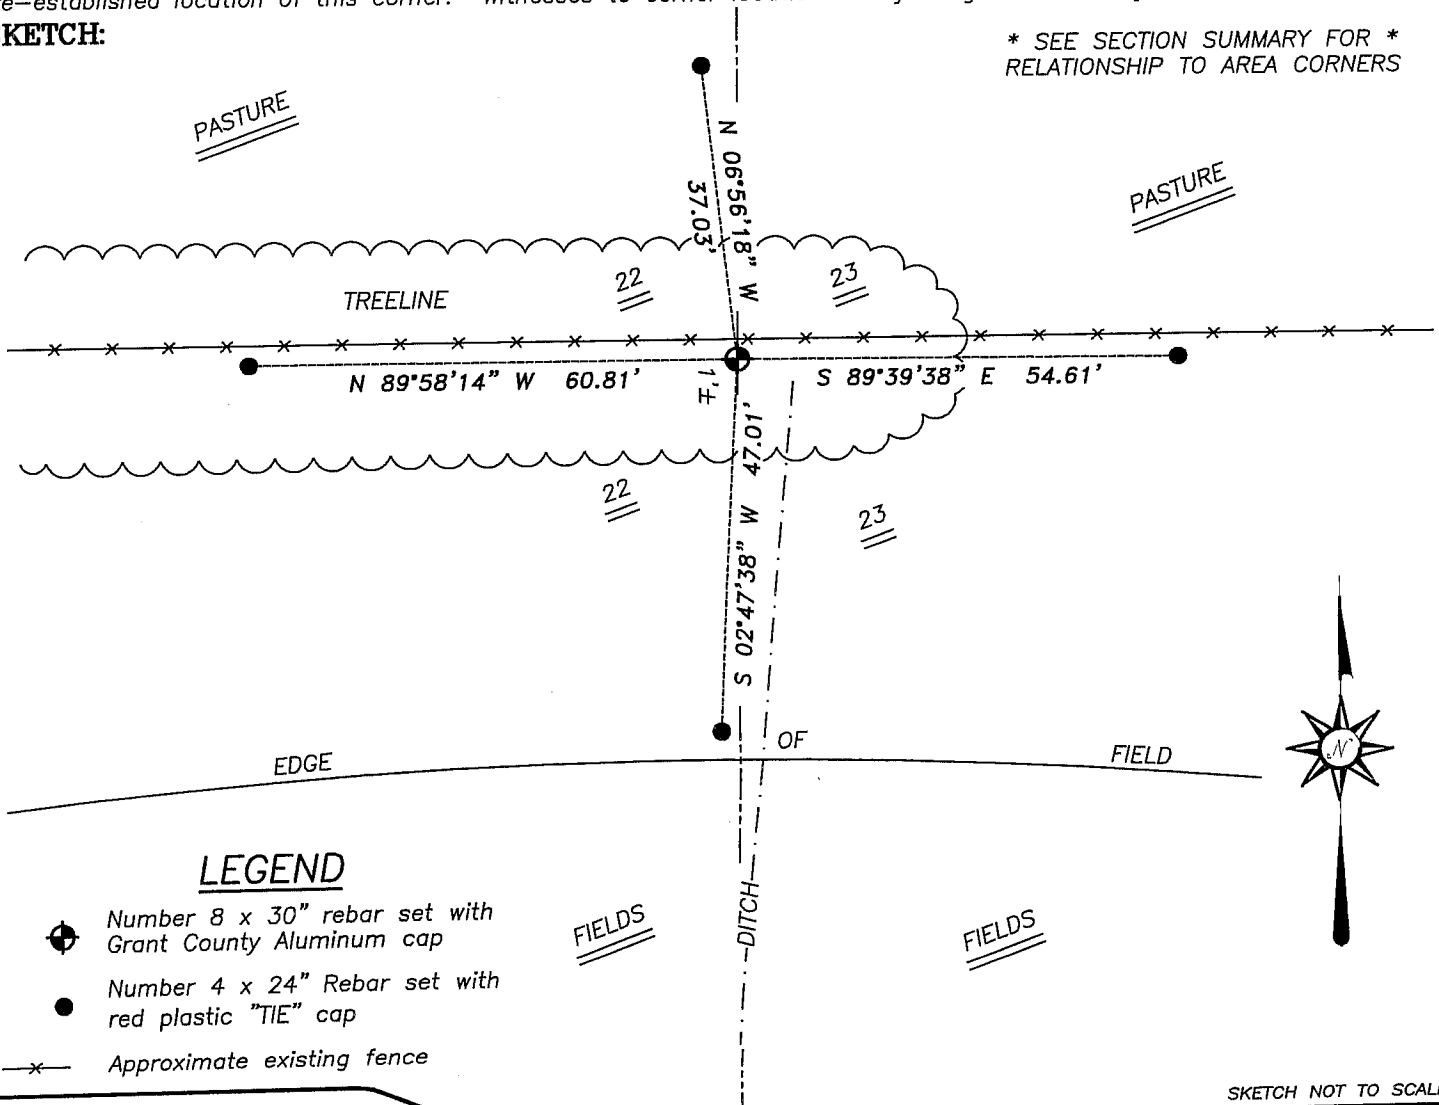 KETCH:
* SEE SECTION SUMMARY FOR *
RELATIONSHIP TO AREA CORNERS
PASTURE
PASTURE
N 06°56'18" W
37.03'
TREELINE
22
23
N 89°58'14" W 60.81'
1'±
S 89°39'38" E 54.61'
S 02°47'38" W 47.01'
22
23
EDGE OF FIELD
N
LEGEND
Number 8 x 30" rebar set with
Grant County Aluminum cap
Number 4 x 24" Rebar set with
red plastic "TIE" cap
Approximate existing fence
FIELDS
DITCH
FIELDS
SKETCH NOT TO SCAL